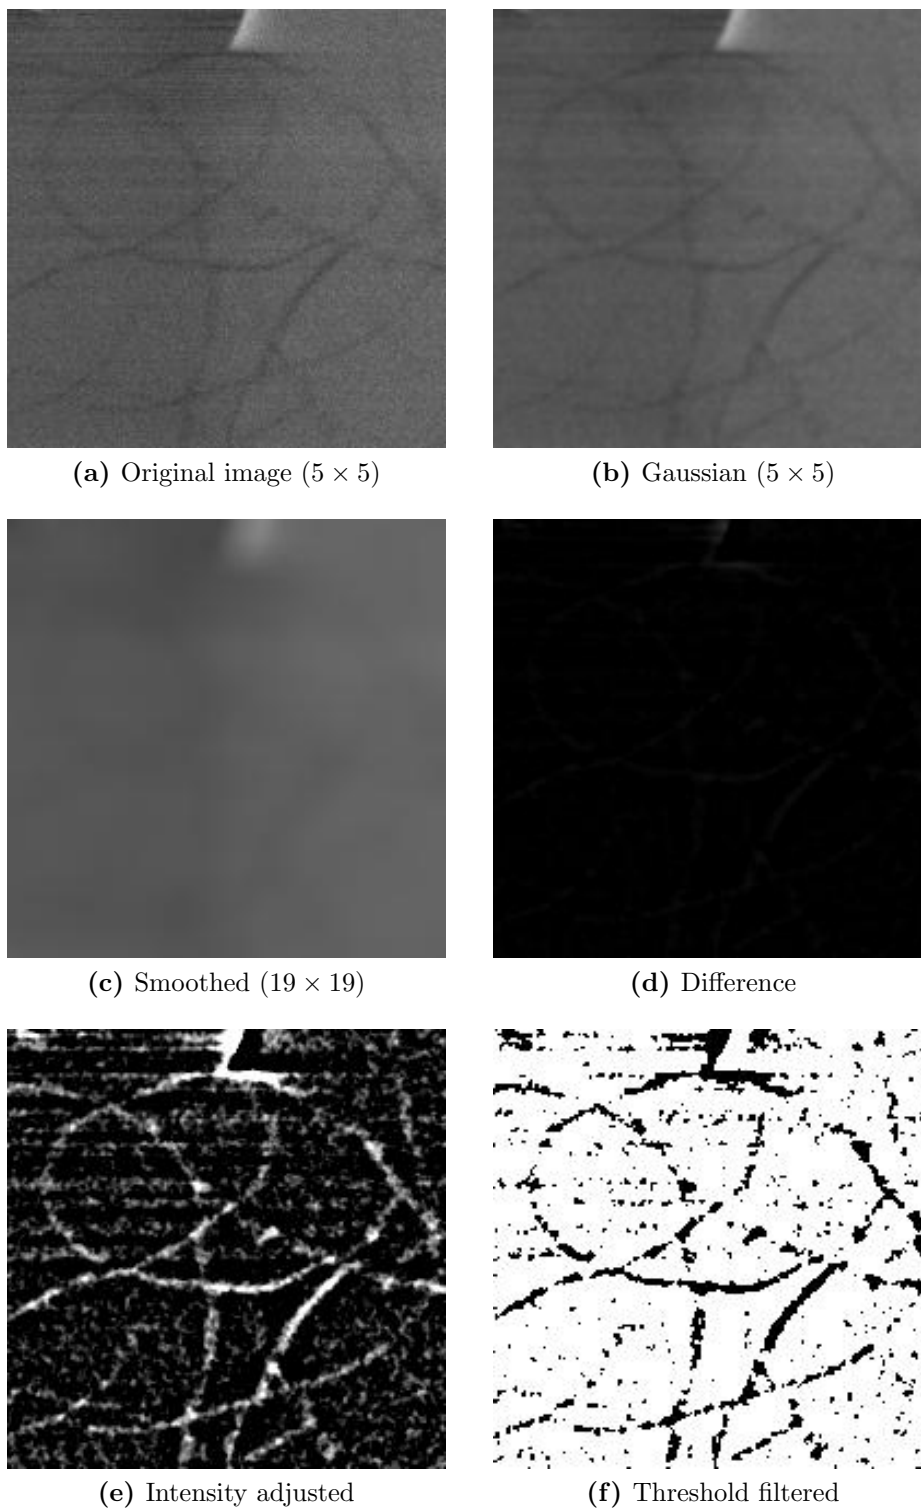 (a) Original image (5 × 5)
(b) Gaussian (5 × 5)
(c) Smoothed (19 × 19)
(d) Difference
(e) Intensity adjusted
(f) Threshold filtered